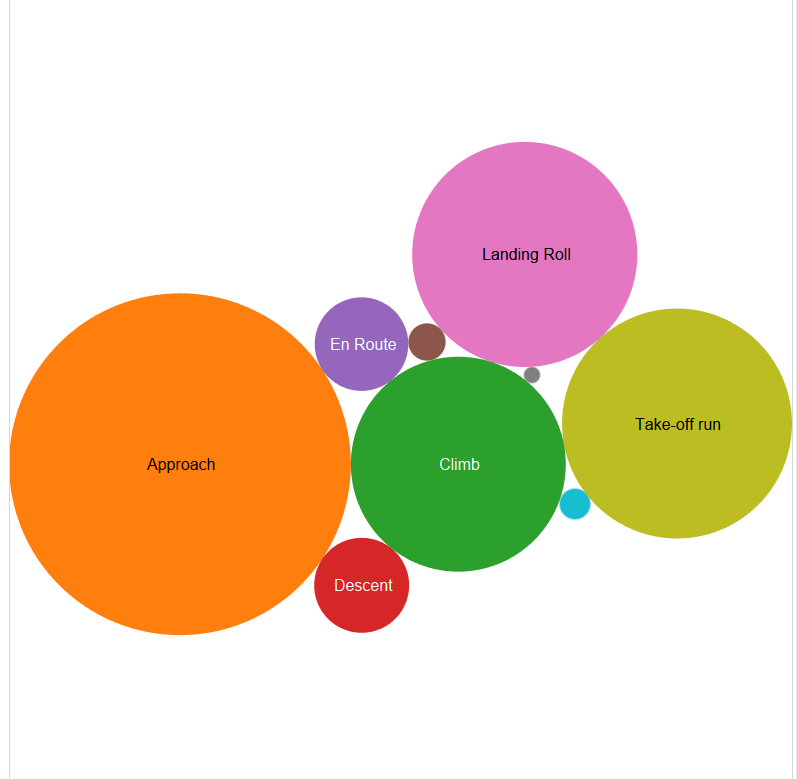 Landing Roll
En Route
Take-off run
Approach
Climb
Descent